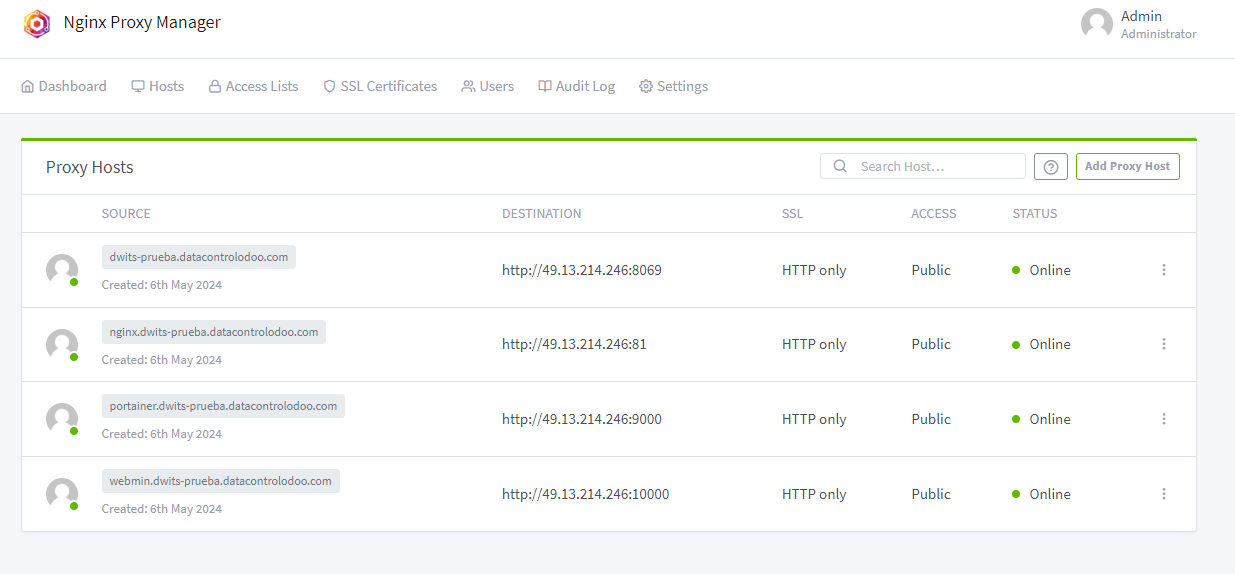 Nginx Proxy Manager
Admin
Administrator
Dashboard Hosts Access Lists SSL Certificates Users Audit Log Settings
Proxy Hosts Search Host... Add Proxy Host
SOURCE DESTINATION SSL ACCESS STATUS
dwits-prueba.datacontrolodoo.com
Created: 6th May 2024
http://49.13.214.246:8069 HTTP only Public Online
nginx.dwits-prueba.datacontrolodoo.com
Created: 6th May 2024
http://49.13.214.246:81 HTTP only Public Online
portainer.dwits-prueba.datacontrolodoo.com
Created: 6th May 2024
http://49.13.214.246:9000 HTTP only Public Online
webmin.dwits-prueba.datacontrolodoo.com
Created: 6th May 2024
http://49.13.214.246:10000 HTTP only Public Online